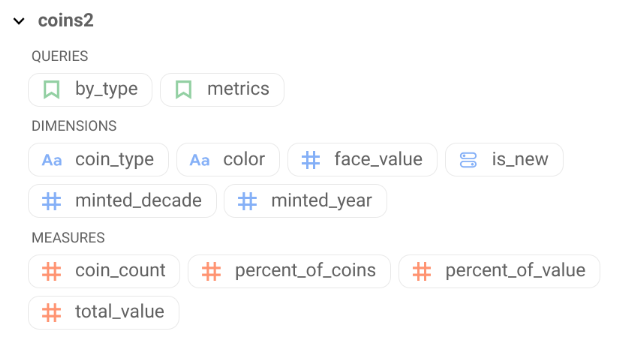 coins2
QUERIES
by_type metrics
DIMENSIONS
Aa coin_type Aa color face_value is_new
minted_decade minted_year
MEASURES
coin_count percent_of_coins percent_of_value
total_value